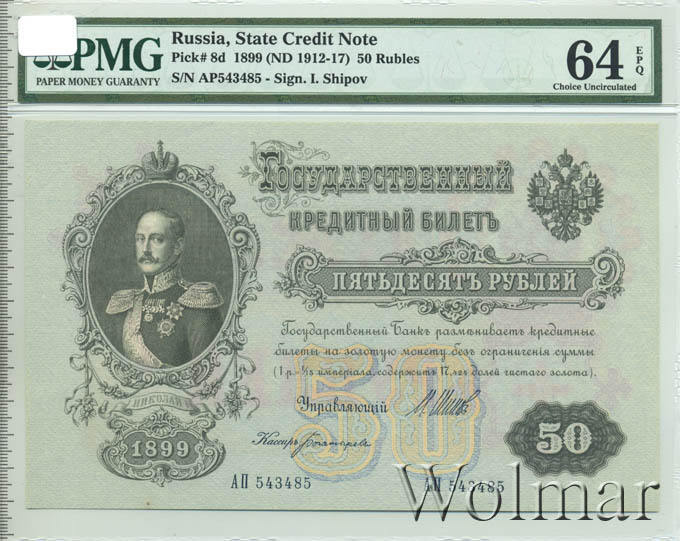 PMG
PAPER MONEY GUARANTY
Russia, State Credit Note
Pick# 8d 1899 (ND 1912-17) 50 Rubles
S/N AP543485 - Sign. I. Shipov
64 EPQ
Choice Uncirculated
ГОСУДАРСТВЕННЫЙ
КРЕДИТНЫЙ БИЛЕТЪ
ПЯТЬДЕСЯТЪ РУБЛЕЙ
Государственный Банкъ размѣниваетъ кредитные
билеты на золотую монету безъ ограниченія суммы
(1 р.= 1/15 имперіала, содержитъ 17,424 долей чистаго золота).
50
Управляющій
Кассиръ
НИКОЛАЙ I
1899
50
АП 543485
АП 543485
Wolmar